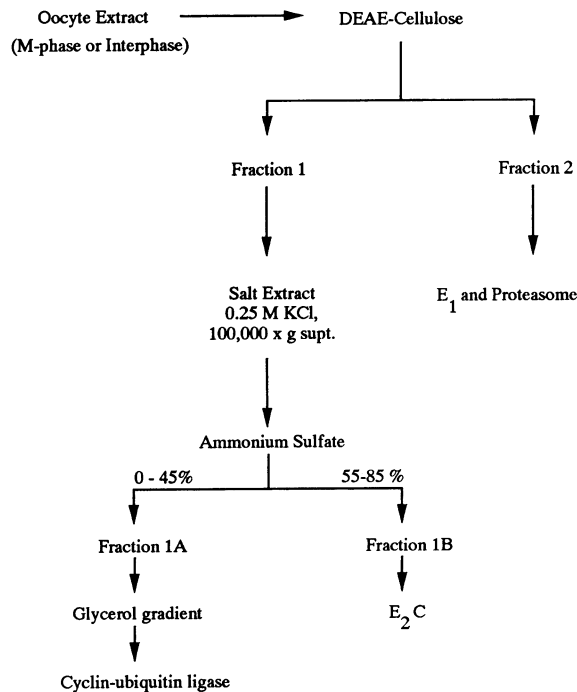 Oocyte Extract
(M-phase or Interphase)
DEAE-Cellulose
Fraction 1
Fraction 2
Salt Extract
0.25 M KCl,
100,000 x g supt.
E1 and Proteasome
Ammonium Sulfate
0 - 45%
55-85 %
Fraction 1A
Fraction 1B
Glycerol gradient
E2 C
Cyclin-ubiquitin ligase